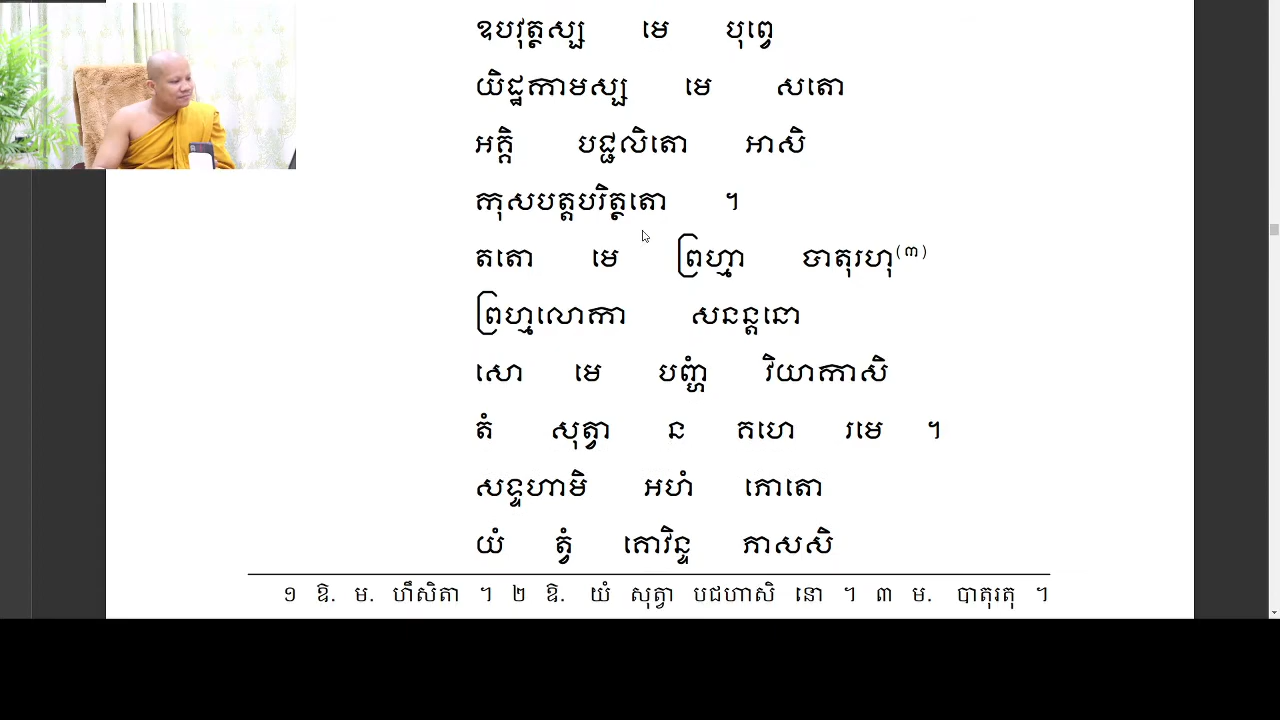 ឧបវុត្ថស្ស មេ បុព្វេ
យិដ្ឋកាមស្ស មេ សតោ
អគ្គិ បជ្ជលិតោ អាសិ
កុសបត្តបរិត្ថតោ ។
តតោ មេ ព្រហ្មា បាតុរហុ(៣)
ព្រហ្មលោកា សនន្តនោ
សោ មេ បញ្ហំ វិយាកាសិ
តំ សុត្វា ន គហេ រមេ ។
សទ្ទហាមិ អហំ ភោតោ
យំ ត្វំ គោវិន្ទ ភាសសិ
១ ឱ. ម. ហឹសិតា ។ ២ ឱ. យំ សុត្វា បជហាសិ នោ ។ ៣ ម. បាតុរតុ ។